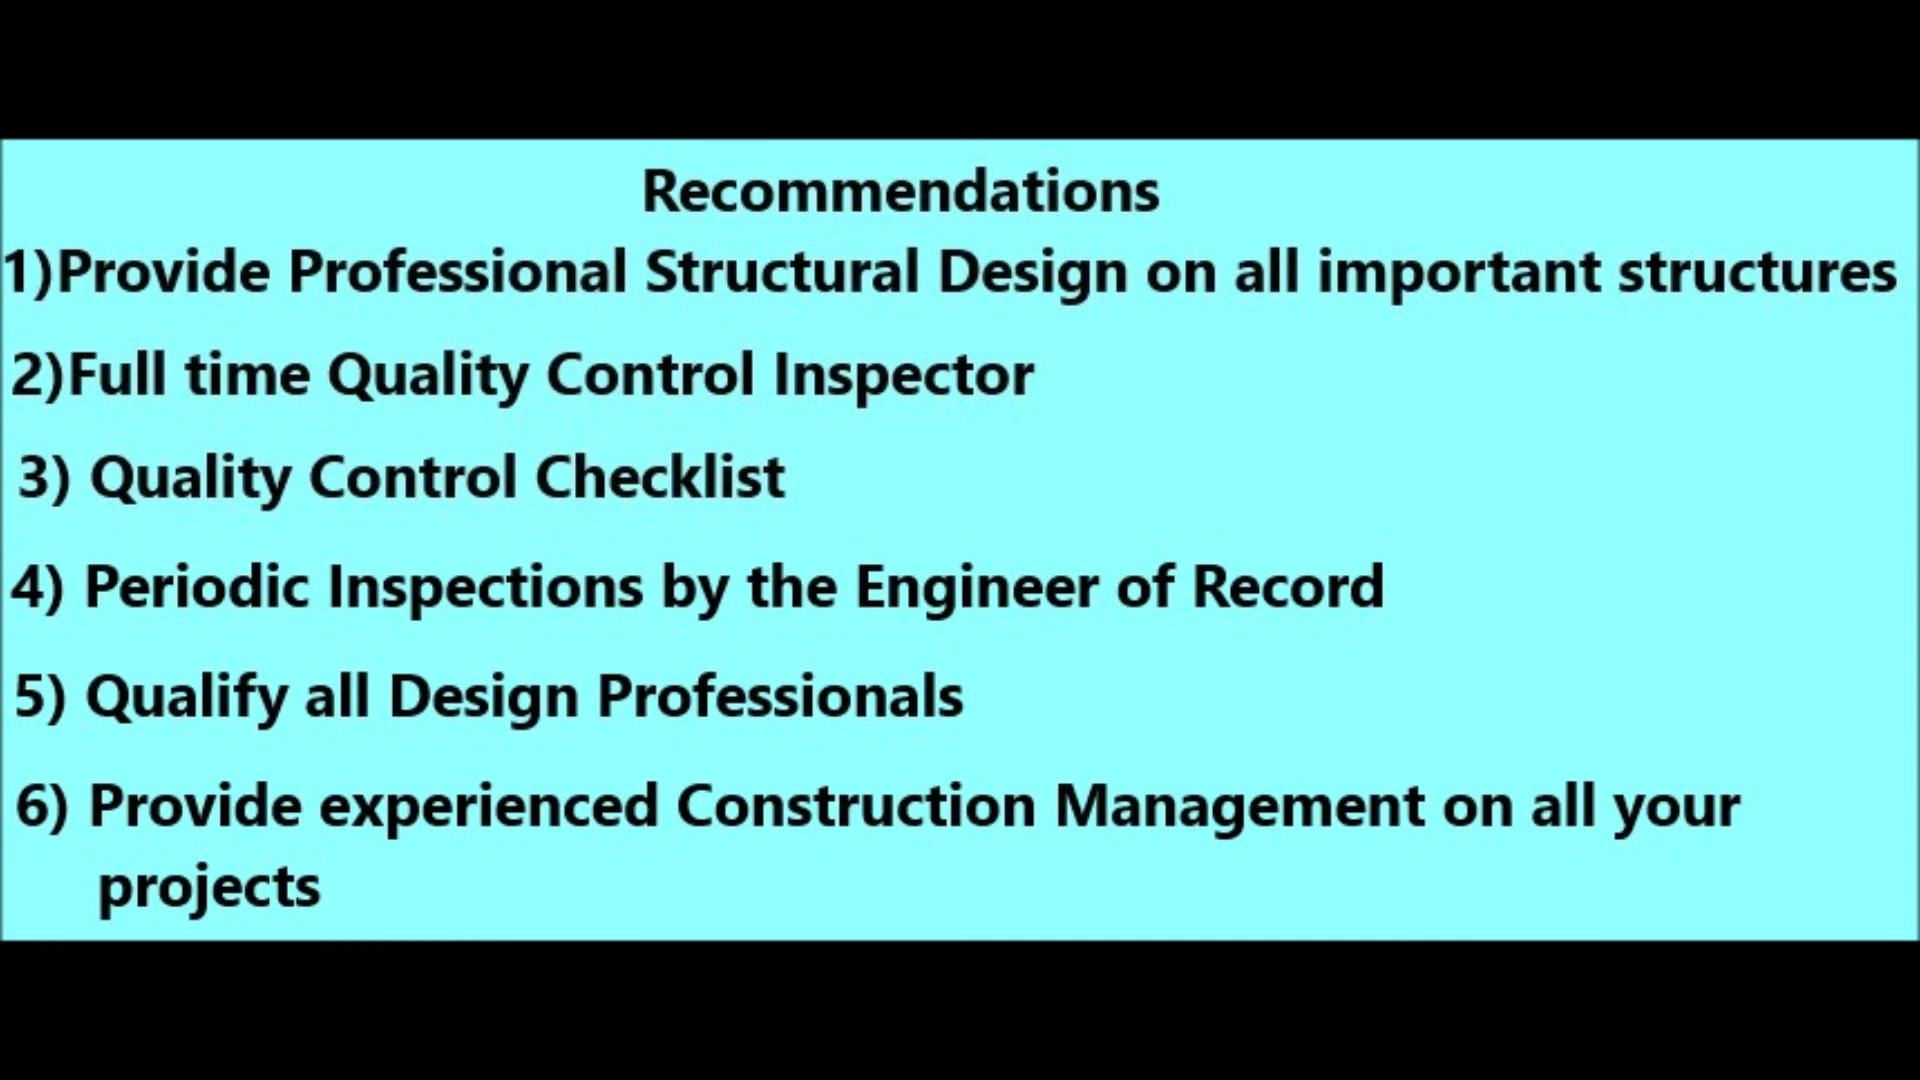 Recommendations
1)Provide Professional Structural Design on all important structures
2)Full time Quality Control Inspector
3) Quality Control Checklist
4) Periodic Inspections by the Engineer of Record
5) Qualify all Design Professionals
6) Provide experienced Construction Management on all your
projects